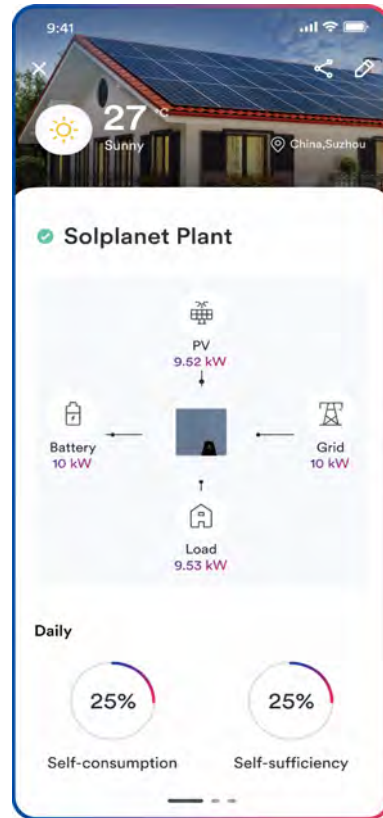 9:41
27 °C
Sunny
China,Suzhou
Solplanet Plant
PV
9.52 kW
Battery
10 kW
Grid
10 kW
Load
9.53 kW
Daily
25%
25%
Self-consumption
Self-sufficiency